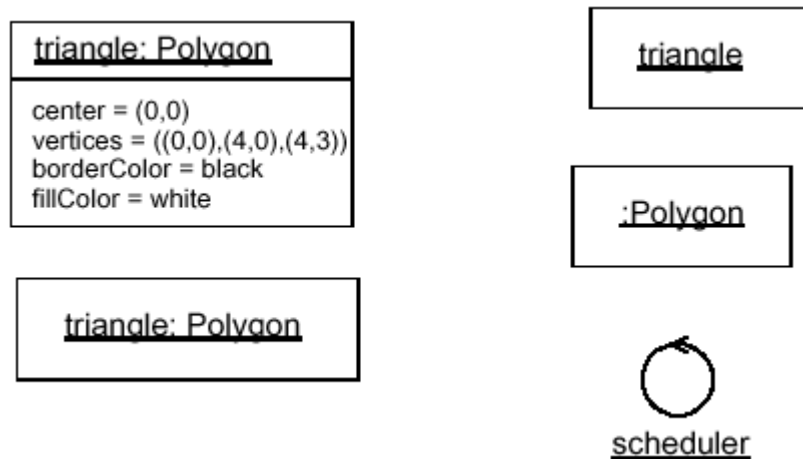 triangle: Polygon
center = (0,0)
vertices = ((0,0),(4,0),(4,3))
borderColor = black
fillColor = white
triangle: Polygon
triangle
:Polygon
scheduler